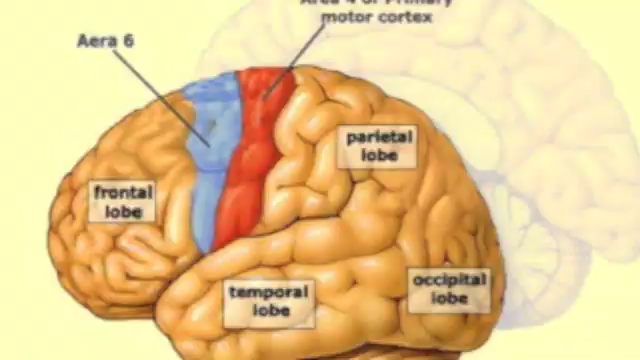 Area 4 or Primary
motor cortex
Aera 6
parietal
lobe
frontal
lobe
temporal
lobe
occipital
lobe